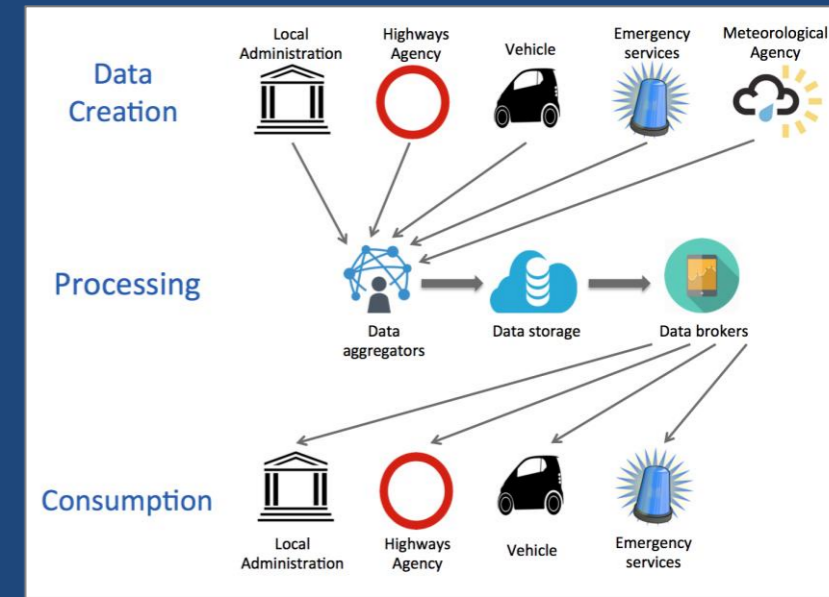 Data
Creation
Local
Administration
Highways
Agency
Vehicle
Emergency
services
Meteorological
Agency
Processing
Data
aggregators
Data storage
Data brokers
Consumption
Local
Administration
Highways
Agency
Vehicle
Emergency
services